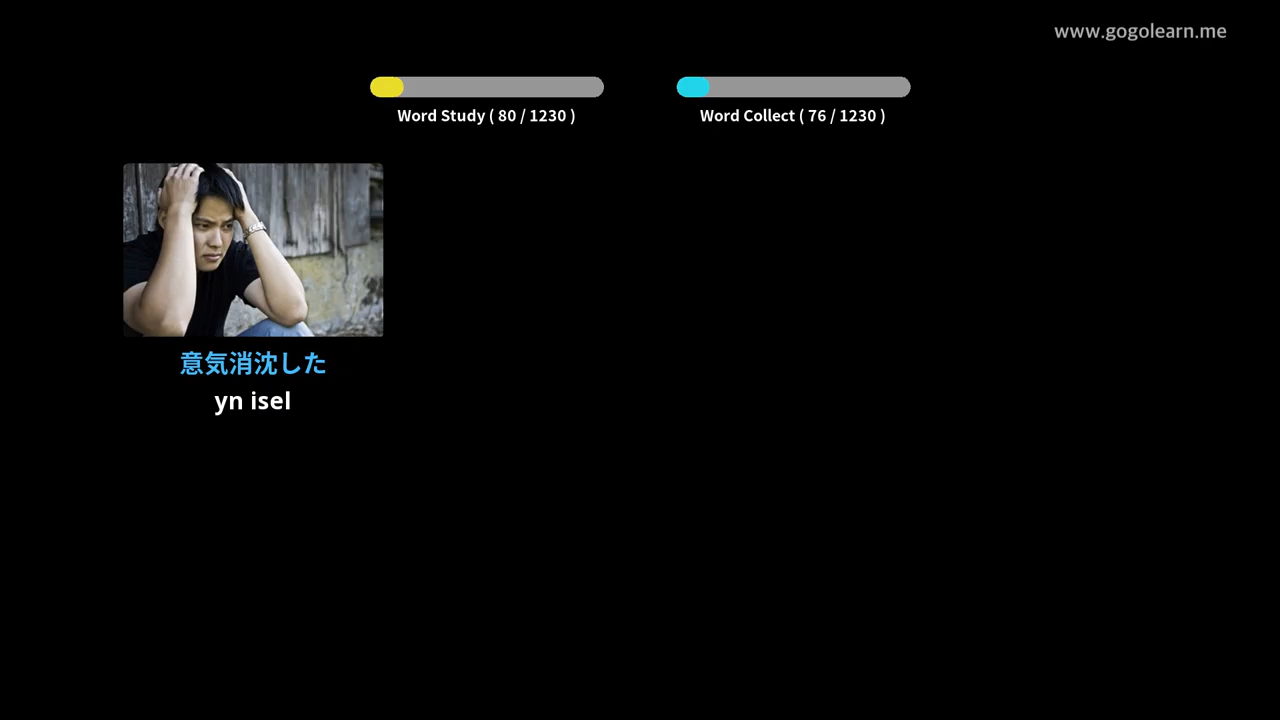 www.gogolearn.me
Word Study ( 80 / 1230 )
Word Collect ( 76 / 1230 )
意気消沈した
yn isel